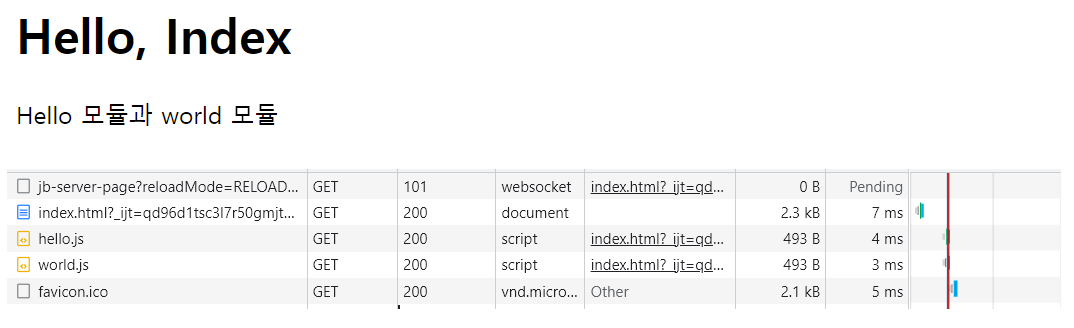 Hello, Index
Hello 모듈과 world 모듈
jb-server-page?reloadMode=RELOAD... GET 101 websocket index.html?_ijt=qd... 0 B Pending
index.html?_ijt=qd96d1tsc3l7r50gmjt... GET 200 document 2.3 kB 7 ms
hello.js GET 200 script index.html?_ijt=qd... 493 B 4 ms
world.js GET 200 script index.html?_ijt=qd... 493 B 3 ms
favicon.ico GET 200 vnd.micro... Other 2.1 kB 5 ms